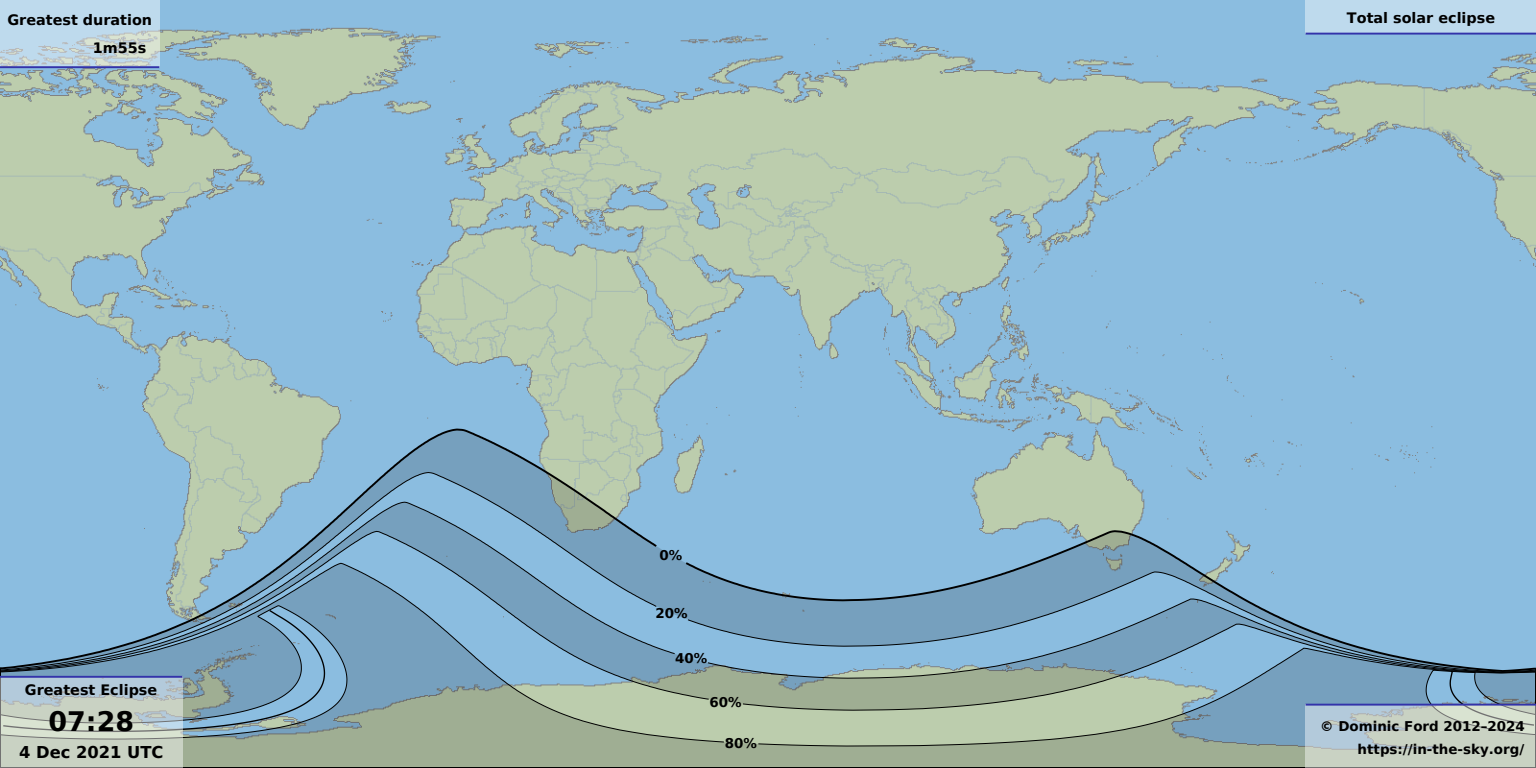 Greatest duration
1m55s
Total solar eclipse
0%
20%
40%
60%
80%
Greatest Eclipse
07:28
4 Dec 2021 UTC
© Dominic Ford 2012–2024
https://in-the-sky.org/